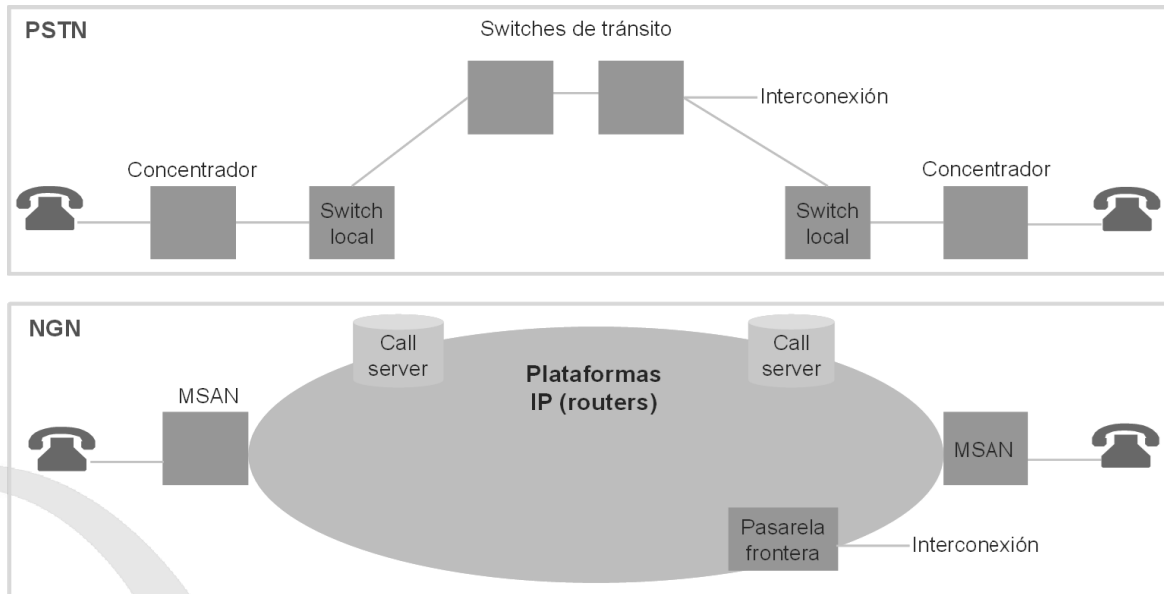 PSTN
Switches de tránsito
Interconexión
Concentrador
Concentrador
Switch
local
Switch
local
NGN
Call
server
Call
server
Plataformas
IP (routers)
MSAN
MSAN
Pasarela
frontera
Interconexión